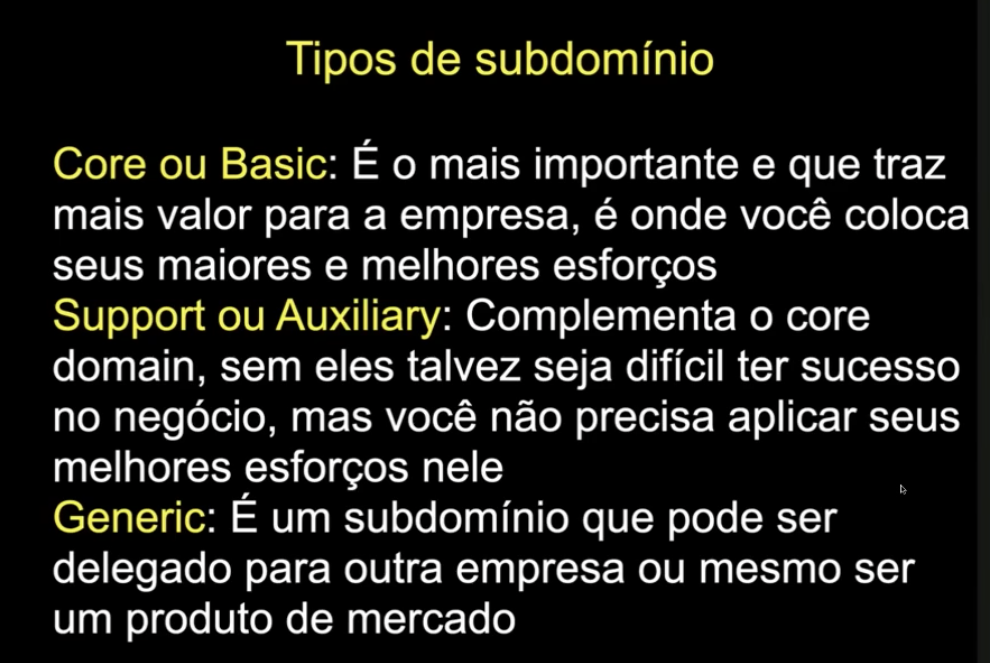 Tipos de subdomínio
Core ou Basic: É o mais importante e que traz
mais valor para a empresa, é onde você coloca
seus maiores e melhores esforços
Support ou Auxiliary: Complementa o core
domain, sem eles talvez seja difícil ter sucesso
no negócio, mas você não precisa aplicar seus
melhores esforços nele
Generic: É um subdomínio que pode ser
delegado para outra empresa ou mesmo ser
um produto de mercado